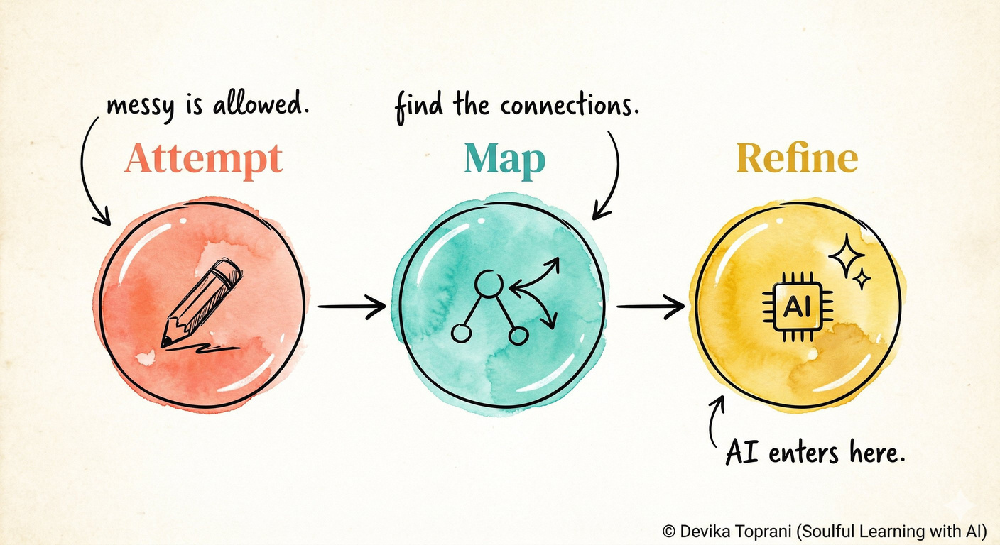 messy is allowed.
find the connections.
Attempt
Map
Refine
AI
AI enters here.
© Devika Toprani (Soulful Learning with AI)